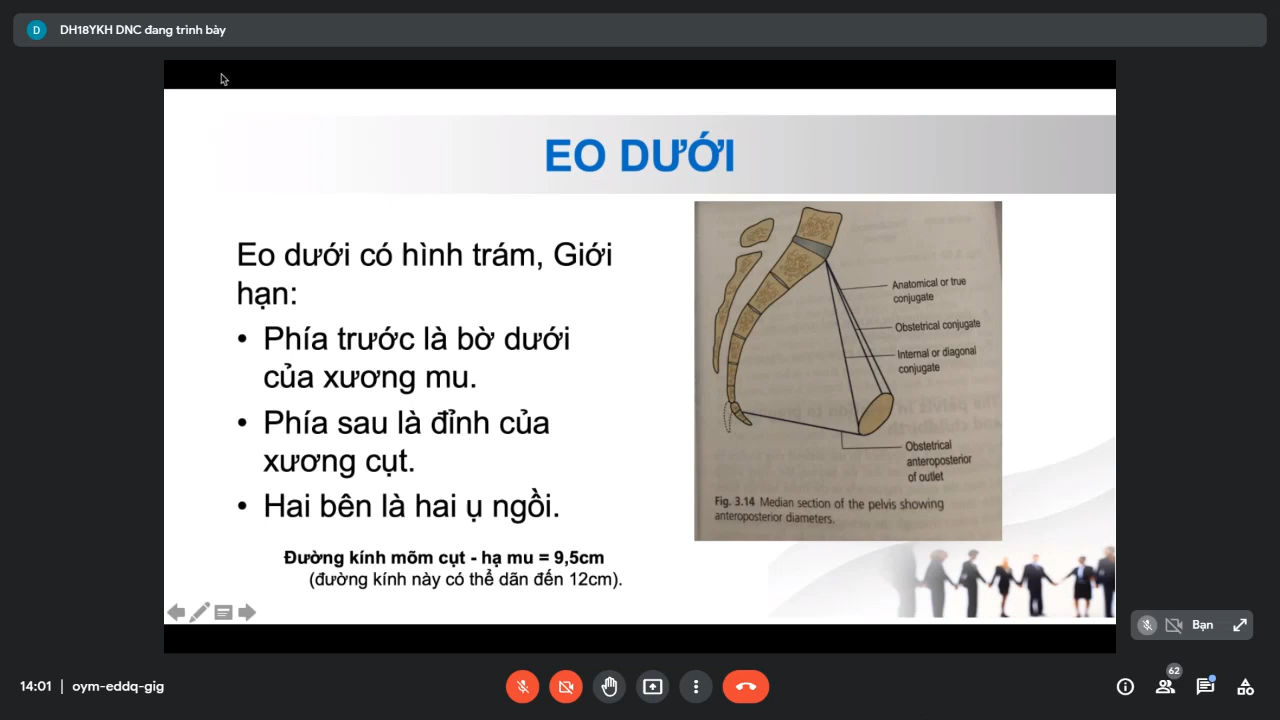 D DH18YKH DNC đang trình bày
EO DƯỚI
Eo dưới có hình trám, Giới
hạn:
• Phía trước là bờ dưới
của xương mu.
• Phía sau là đỉnh của
xương cụt.
• Hai bên là hai ụ ngồi.
Đường kính mõm cụt - hạ mu = 9,5cm
(đường kính này có thể dãn đến 12cm).
Anatomical or true
conjugate
Obstetrical conjugate
Internal or diagonal
conjugate
Obstetrical
anteroposterior
of outlet
Fig. 3.14 Median section of the pelvis showing
anteroposterior diameters.
Bạn
14:01 | oym-eddq-gig
62